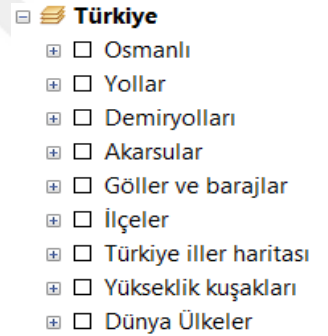 Türkiye
Osmanlı
Yollar
Demiryolları
Akarsular
Göller ve barajlar
İlçeler
Türkiye iller haritası
Yükseklik kuşakları
Dünya Ülkeler